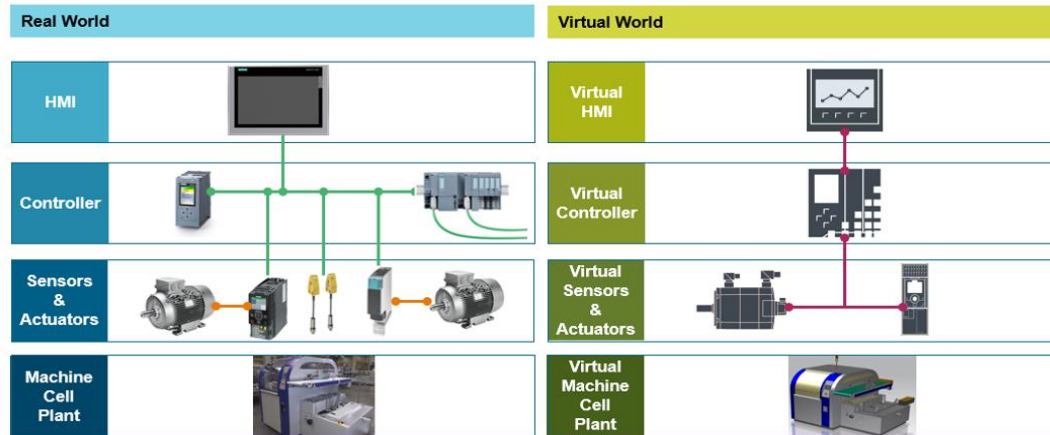 Real World
Virtual World
HMI
Virtual
HMI
Controller
Virtual
Controller
Sensors
&
Actuators
Virtual
Sensors
&
Actuators
Machine
Cell
Plant
Virtual
Machine
Cell
Plant